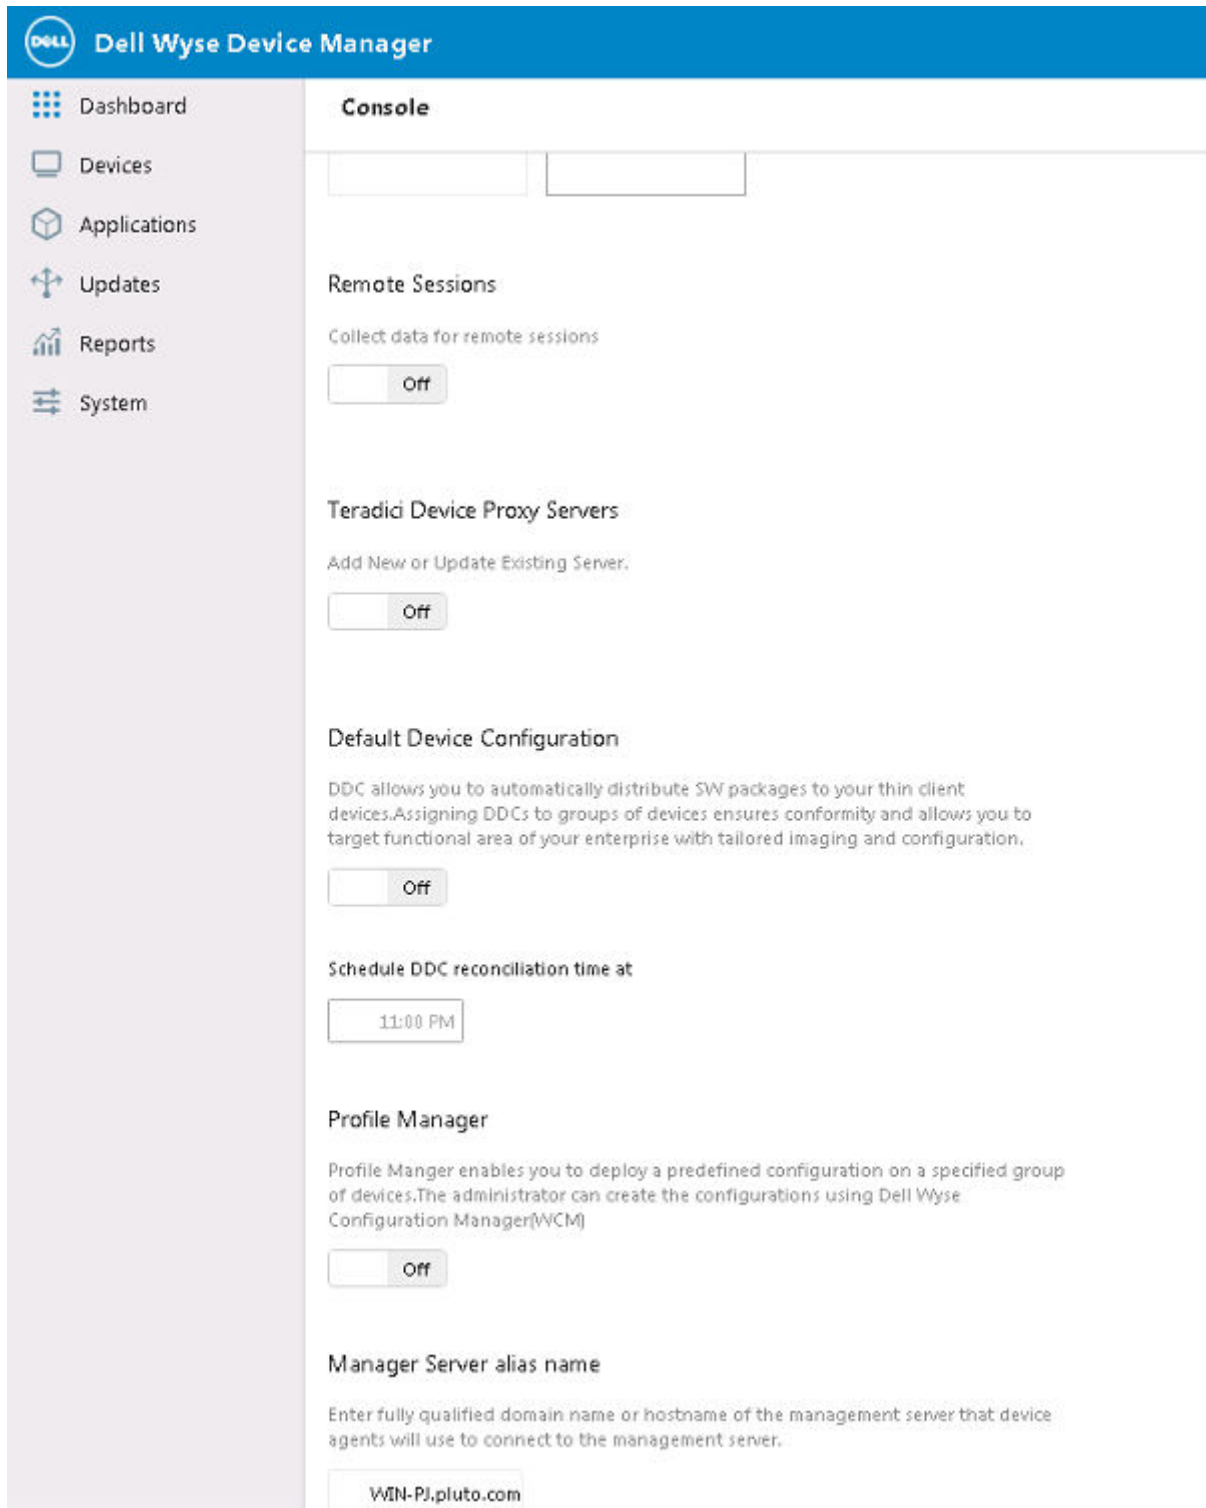 DELL
Dell Wyse Device Manager
Dashboard
Devices
Applications
Updates
Reports
System
Console
Remote Sessions
Collect data for remote sessions
Off
Teradici Device Proxy Servers
Add New or Update Existing Server.
Off
Default Device Configuration
DDC allows you to automatically distribute SW packages to your thin client
devices.Assigning DDCs to groups of devices ensures conformity and allows you to
target functional area of your enterprise with tailored imaging and configuration.
Off
Schedule DDC reconciliation time at
11:00 PM
Profile Manager
Profile Manger enables you to deploy a predefined configuration on a specified group
of devices.The administrator can create the configurations using Dell Wyse
Configuration Manager(WCM)
Off
Manager Server alias name
Enter fully qualified domain name or hostname of the management server that device
agents will use to connect to the management server.
WIN-PJ.pluto.com